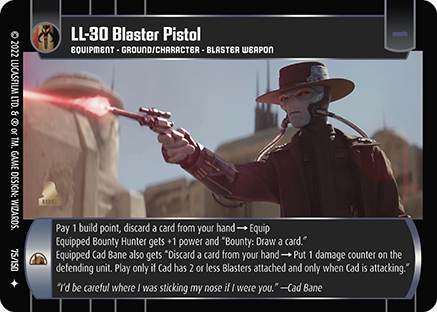 LL-30 Blaster Pistol
EQUIPMENT - GROUND/CHARACTER - BLASTER WEAPON
© 2022 LUCASFILM LTD. & ® OR TM. GAME DESIGN: WIZARDS.
75/150
Pay 1 build point, discard a card from your hand → Equip
Equipped Bounty Hunter gets +1 power and “Bounty: Draw a card.”
Equipped Cad Bane also gets “Discard a card from your hand → Put 1 damage counter on the
defending unit. Play only if Cad has 2 or less Blasters attached and only when Cad is attacking.”
“I’d be careful where I was sticking my nose if I were you.” –Cad Bane